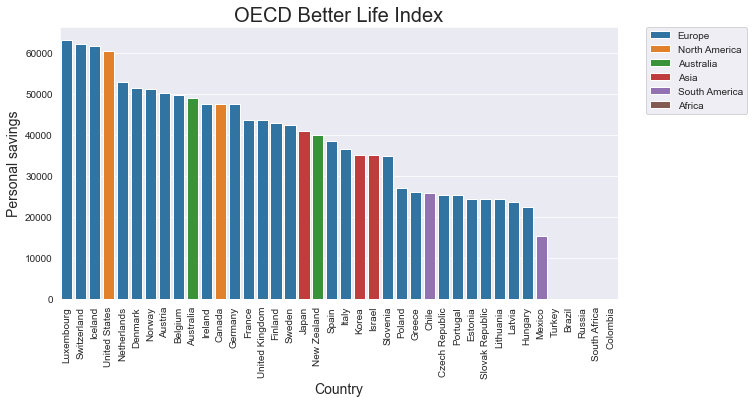 OECD Better Life Index
Personal savings
60000
50000
40000
30000
20000
10000
0
Luxembourg
Switzerland
Iceland
United States
Netherlands
Denmark
Norway
Austria
Belgium
Australia
Ireland
Canada
Germany
France
United Kingdom
Finland
Sweden
Japan
New Zealand
Spain
Italy
Korea
Israel
Slovenia
Poland
Greece
Chile
Czech Republic
Portugal
Estonia
Slovak Republic
Lithuania
Latvia
Hungary
Mexico
Turkey
Brazil
Russia
South Africa
Colombia
Country
Europe
North America
Australia
Asia
South America
Africa